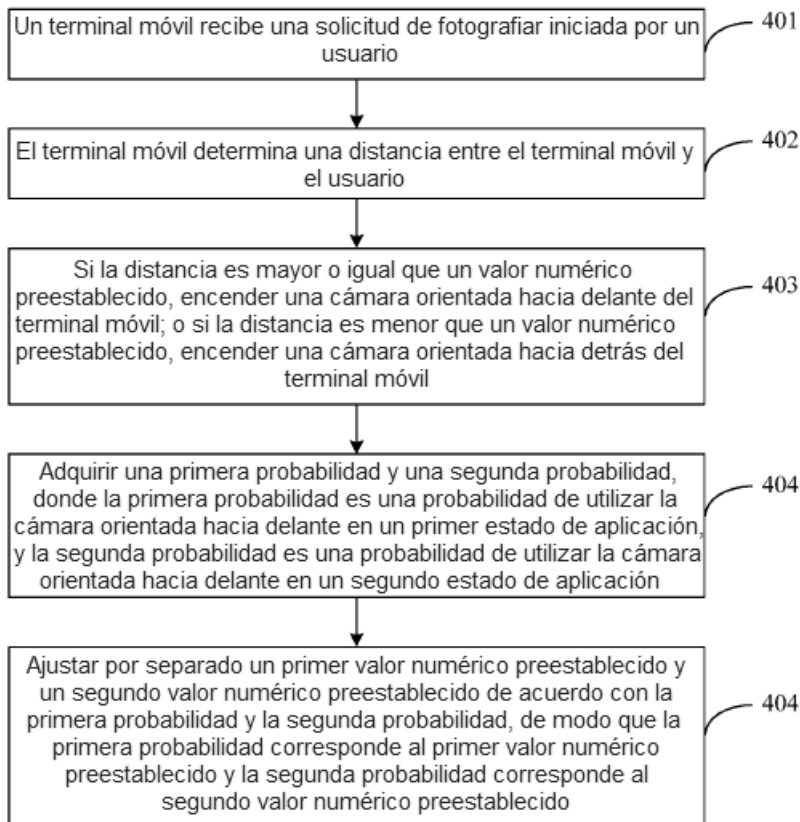 Un terminal móvil recibe una solicitud de fotografiar iniciada por un
usuario
401
El terminal móvil determina una distancia entre el terminal móvil y
el usuario
402
Si la distancia es mayor o igual que un valor numérico
preestablecido, encender una cámara orientada hacia delante del
terminal móvil; o si la distancia es menor que un valor numérico
preestablecido, encender una cámara orientada hacia detrás del
terminal móvil
403
Adquirir una primera probabilidad y una segunda probabilidad,
donde la primera probabilidad es una probabilidad de utilizar la
cámara orientada hacia delante en un primer estado de aplicación,
y la segunda probabilidad es una probabilidad de utilizar la cámara
orientada hacia delante en un segundo estado de aplicación
404
Ajustar por separado un primer valor numérico preestablecido y
un segundo valor numérico preestablecido de acuerdo con la
primera probabilidad y la segunda probabilidad, de modo que la
primera probabilidad corresponde al primer valor numérico
preestablecido y la segunda probabilidad corresponde al
segundo valor numérico preestablecido
404